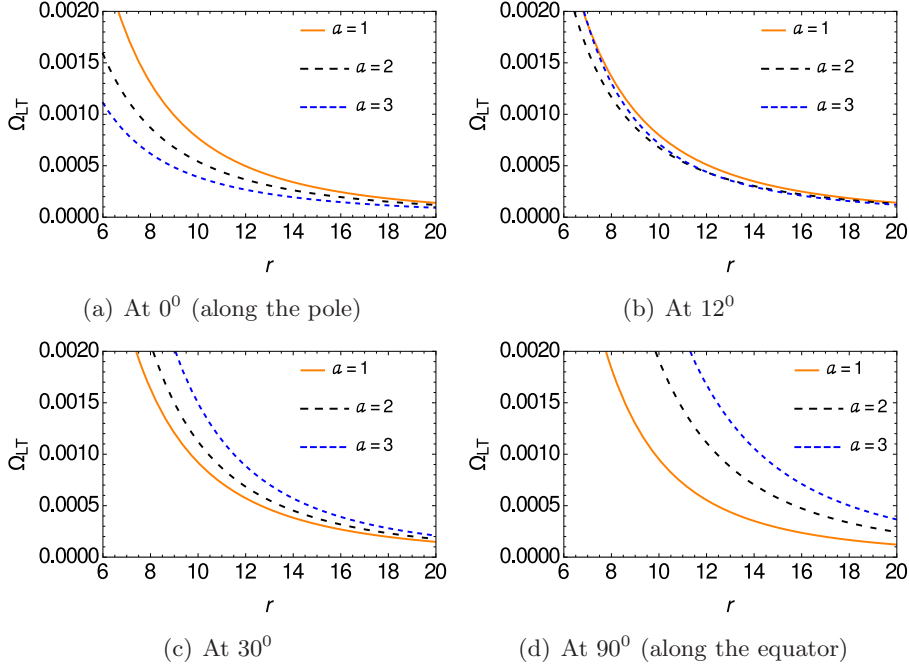 0.0020
0.0015
0.0010
0.0005
0.0000
Ω_LT
a = 1
a = 2
a = 3
6 8 10 12 14 16 18 20
r
(a) At 0⁰ (along the pole)
0.0020
0.0015
0.0010
0.0005
0.0000
Ω_LT
a = 1
a = 2
a = 3
6 8 10 12 14 16 18 20
r
(b) At 12⁰
0.0020
0.0015
0.0010
0.0005
0.0000
Ω_LT
a = 1
a = 2
a = 3
6 8 10 12 14 16 18 20
r
(c) At 30⁰
0.0020
0.0015
0.0010
0.0005
0.0000
Ω_LT
a = 1
a = 2
a = 3
6 8 10 12 14 16 18 20
r
(d) At 90⁰ (along the equator)